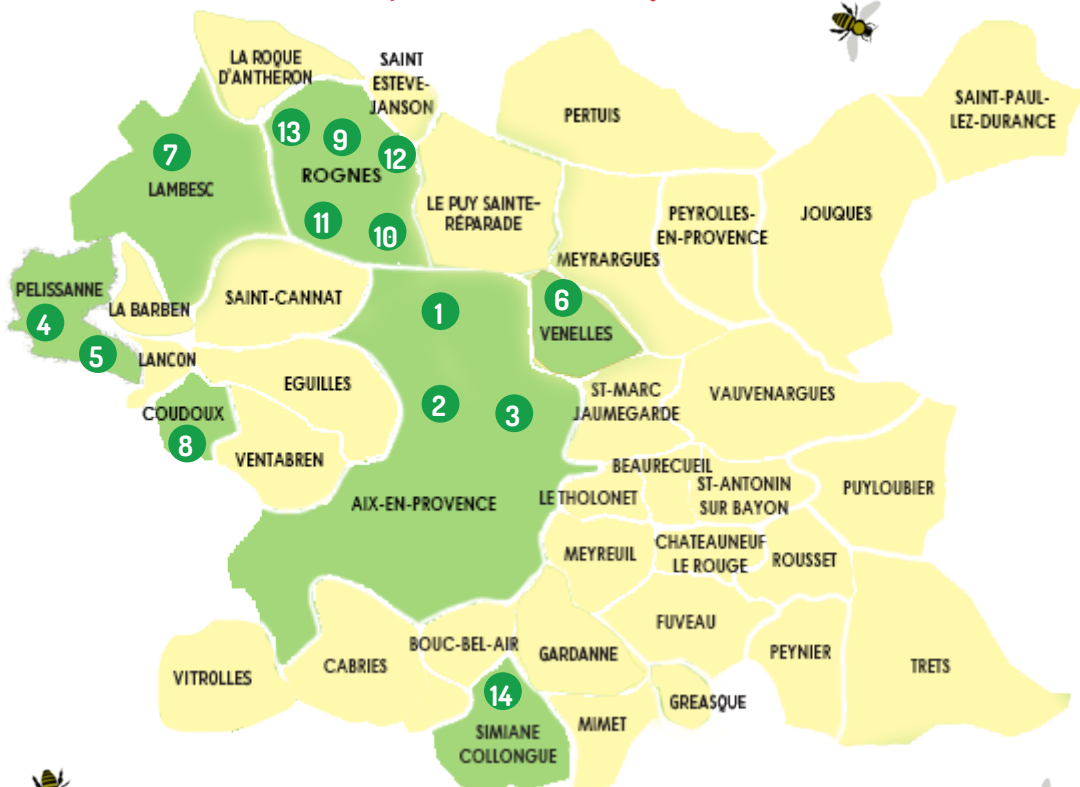 LA ROQUE
D'ANTHERON
SAINT
ESTEVE-
JANSON
PERTUIS
SAINT-PAUL-
LEZ-DURANCE
13
9
12
7
ROGNES
LAMBESC
11
10
LE PUY SAINTE-
RÉPARADE
PEYROLLES-
EN-PROVENCE
JOUQUES
MEYRARGUES
PELISSANNE
4
LA BARBEN
SAINT-CANNAT
1
6
VENELLES
5
LANCON
EGUILLES
2
3
ST-MARC
JAUMEGARDE
VAUVENARGUES
COUDOUX
8
VENTABREN
BEAURECUEIL
AIX-EN-PROVENCE
LE THOLONET
ST-ANTONIN
SUR BAYON
PUYLOUBIER
MEYREUIL
CHATEAUNEUF
LE ROUGE
ROUSSET
FUVEAU
BOUC-BEL-AIR
GARDANNE
PEYNIER
TRETS
VITROLLES
CABRIES
14
GREASQUE
SIMIANE
COLLONGUE
MIMET